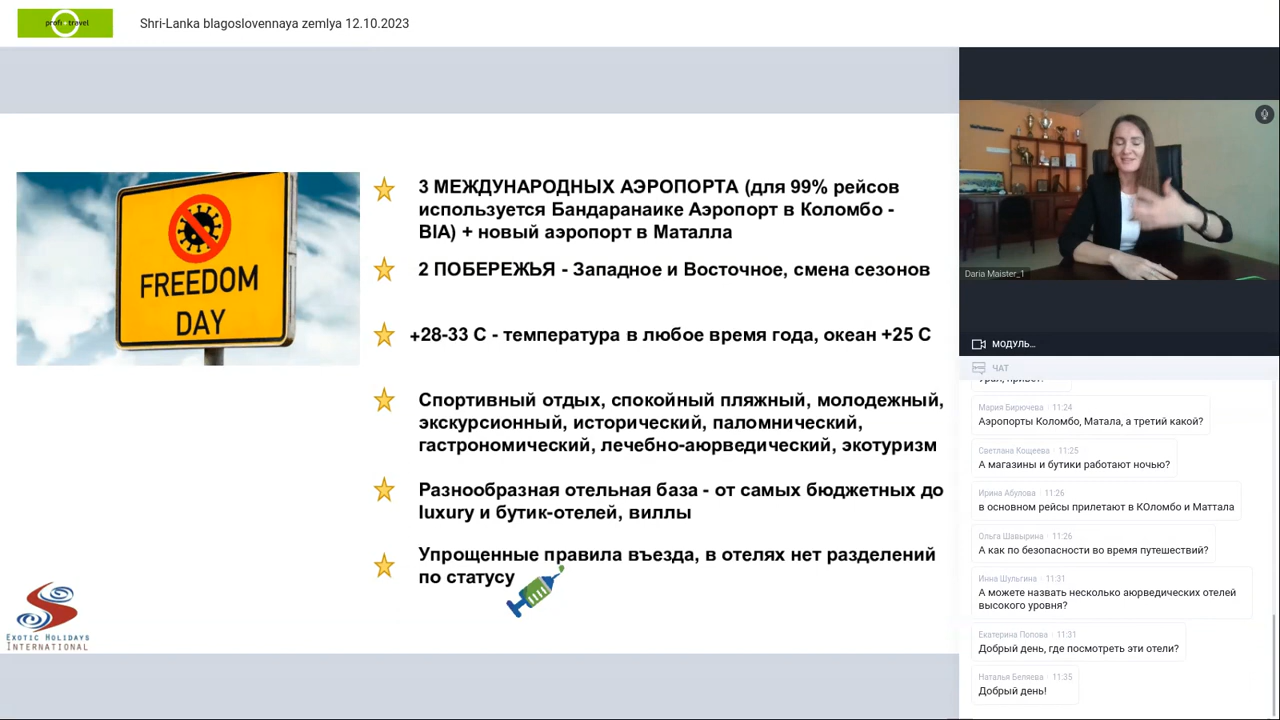 profi travel
Shri-Lanka blagoslovennaya zemlya 12.10.2023
FREEDOM
DAY
3 МЕЖДУНАРОДНЫХ АЭРОПОРТА (для 99% рейсов
используется Бандаранаике Аэропорт в Коломбо -
BIA) + новый аэропорт в Маталла
2 ПОБЕРЕЖЬЯ - Западное и Восточное, смена сезонов
+28-33 С - температура в любое время года, океан +25 С
Спортивный отдых, спокойный пляжный, молодежный,
экскурсионный, исторический, паломнический,
гастрономический, лечебно-аюрведический, экотуризм
Разнообразная отельная база - от самых бюджетных до
luxury и бутик-отелей, виллы
Упрощенные правила въезда, в отелях нет разделений
по статусу
EXOTIC HOLIDAYS
INTERNATIONAL
Daria Maister_1
МОДУЛЬ...
ЧАТ
Урал, привет!
Мария Бирючева · 11:24
Аэропорты Коломбо, Матала, а третий какой?
Светлана Кощеева · 11:25
А магазины и бутики работают ночью?
Ирина Абулова · 11:26
в основном рейсы прилетают в КОломбо и Маттала
Ольга Шавырина · 11:26
А как по безопасности во время путешествий?
Инна Шульгина · 11:31
А можете назвать несколько аюрведических отелей
высокого уровня?
Екатерина Попова · 11:31
Добрый день, где посмотреть эти отели?
Наталья Беляева · 11:35
Добрый день!